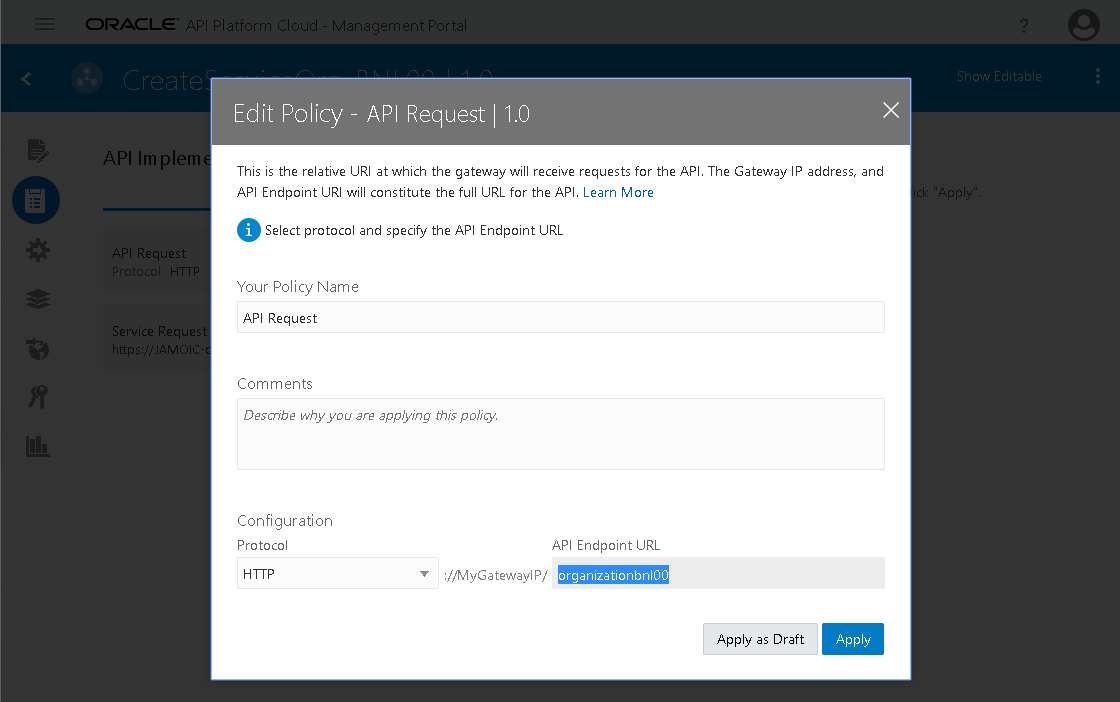 ORACLE® API Platform Cloud - Management Portal
?
Show Editable
Edit Policy - API Request | 1.0
API Impleme
This is the relative URI at which the gateway will receive requests for the API. The Gateway IP address, and
API Endpoint URI will constitute the full URL for the API. Learn More
ick "Apply".
Select protocol and specify the API Endpoint URL
API Request
Protocol HTTP
Service Request
https://JAMOIC-
Your Policy Name
API Request
Comments
Describe why you are applying this policy.
Configuration
Protocol
API Endpoint URL
HTTP
://MyGatewayIP/
organizationbnl00
Apply as Draft
Apply